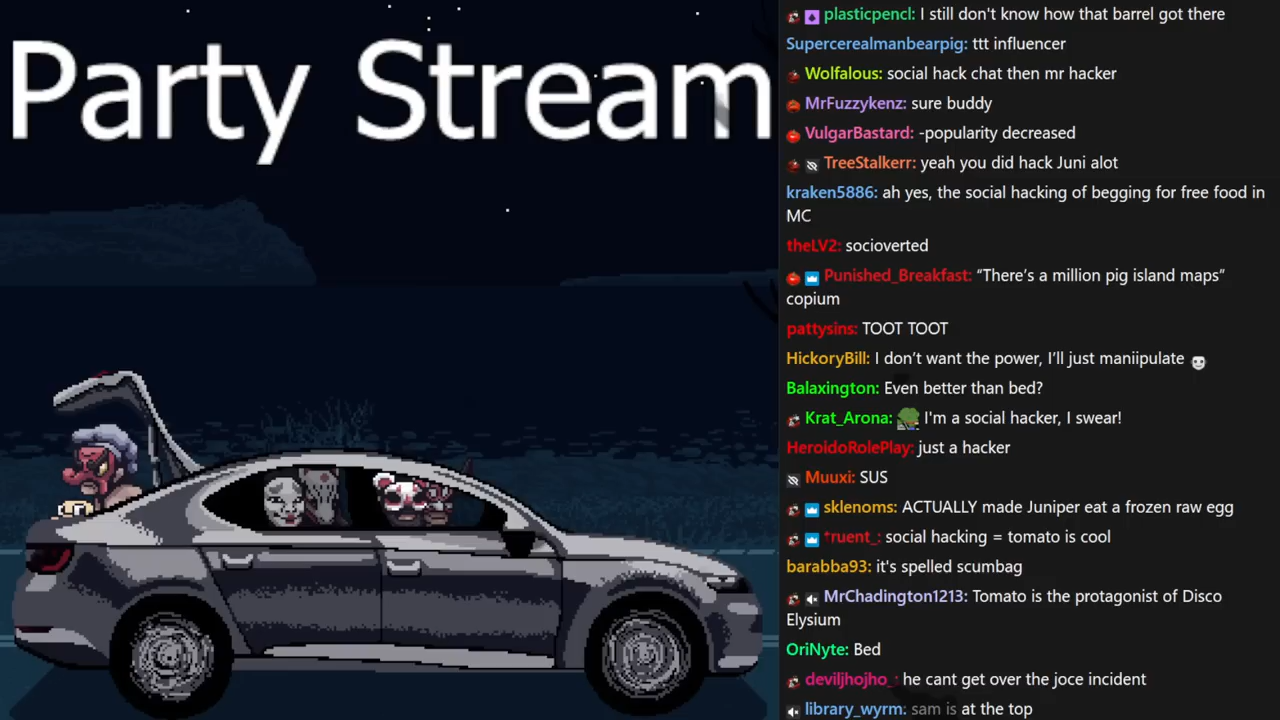 Party Stream
plasticpencl: I still don't know how that barrel got there
Supercerealmanbearpig: ttt influencer
Wolfalous: social hack chat then mr hacker
MrFuzzykenz: sure buddy
VulgarBastard: -popularity decreased
TreeStalkerr: yeah you did hack Juni alot
kraken5886: ah yes, the social hacking of begging for free food in
MC
theLV2: socioverted
Punished_Breakfast: “There’s a million pig island maps”
copium
pattysins: TOOT TOOT
HickoryBill: I don’t want the power, I’ll just maniipulate
Balaxington: Even better than bed?
Krat_Arona: I'm a social hacker, I swear!
HeroidoRolePlay: just a hacker
Muuxi: SUS
sklenoms: ACTUALLY made Juniper eat a frozen raw egg
*ruent_: social hacking = tomato is cool
barabba93: it's spelled scumbag
MrChadington1213: Tomato is the protagonist of Disco
Elysium
OriNyte: Bed
deviljhojho_: he cant get over the joce incident
library_wyrm: sam is at the top